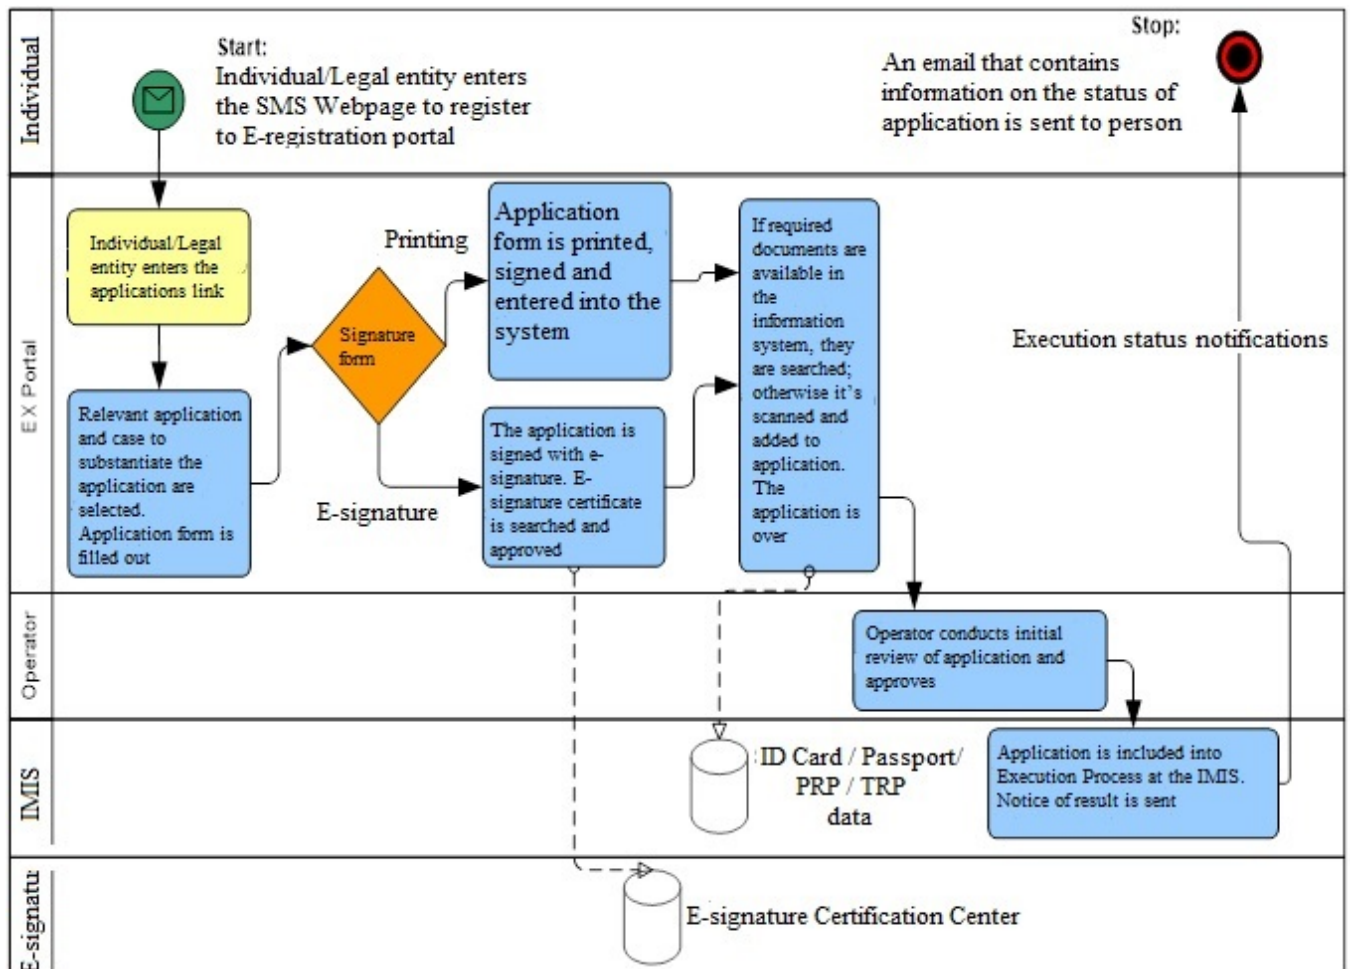 Individual
Start:
Individual/Legal entity enters
the SMS Webpage to register
to E-registration portal
Stop:
An email that contains
information on the status of
application is sent to person
EX Portal
Individual/Legal
entity enters the
applications link
Relevant application
and case to
substantiate the
application are
selected.
Application form is
filled out
Signature
form
Printing
E-signature
Application
form is printed,
signed and
entered into the
system
The application is
signed with e-
signature. E-
signature certificate
is searched and
approved
If required
documents are
available in
the
information
system, they
are searched;
otherwise it's
scanned and
added to
application.
The
application is
over
Execution status notifications
Operator
Operator conducts initial
review of application and
approves
IMIS
ID Card / Passport/
PRP / TRP
data
Application is included into
Execution Process at the IMIS.
Notice of result is sent
E-signatu
E-signature Certification Center